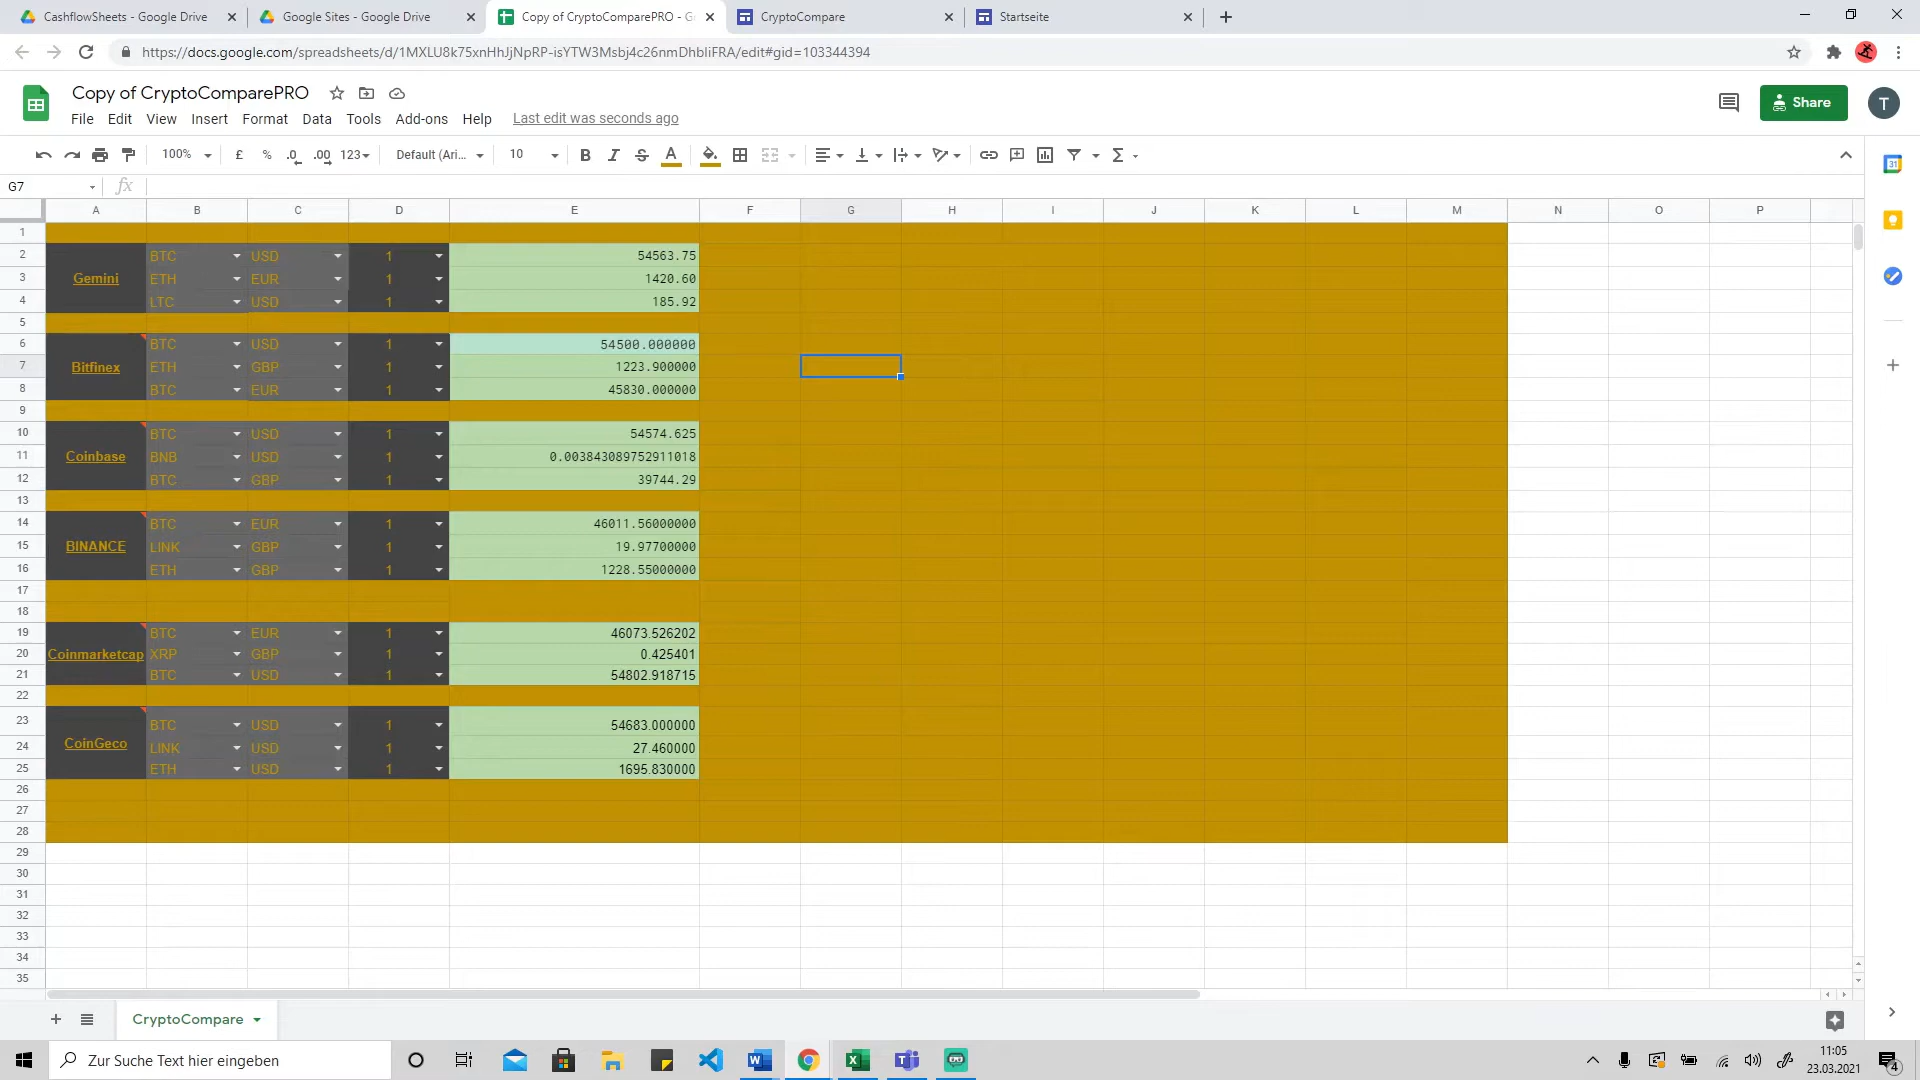 CashflowSheets - Google Drive
Google Sites - Google Drive
Copy of CryptoComparePRO - G
CryptoCompare
Startseite
https://docs.google.com/spreadsheets/d/1MXLU8k75xnHhJjNpRP-isYTW3Msbj4c26nmDhbIiFRA/edit#gid=103344394
Copy of CryptoComparePRO
File Edit View Insert Format Data Tools Add-ons Help Last edit was seconds ago
Share
T
100% £ % .0 .00 123 Default (Ari... 10 B I S A Σ
G7 fx
A B C D E F G H I J K L M N O P
1
2 BTC USD 1 54563.75
3 Gemini ETH EUR 1 1420.60
4 LTC USD 1 185.92
5
6 BTC USD 1 54500.000000
7 Bitfinex ETH GBP 1 1223.900000
8 BTC EUR 1 45830.000000
9
10 BTC USD 1 54574.625
11 Coinbase BNB USD 1 0.003843089752911018
12 BTC GBP 1 39744.29
13
14 BTC EUR 1 46011.56000000
15 BINANCE LINK GBP 1 19.97700000
16 ETH GBP 1 1228.55000000
17
18
19 BTC EUR 1 46073.526202
20 Coinmarketcap XRP GBP 1 0.425401
21 BTC USD 1 54802.918715
22
23 BTC USD 1 54683.000000
24 CoinGeco LINK USD 1 27.460000
25 ETH USD 1 1695.830000
26
27
28
29
30
31
32
33
34
35
CryptoCompare
Zur Suche Text hier eingeben
11:05
23.03.2021
4